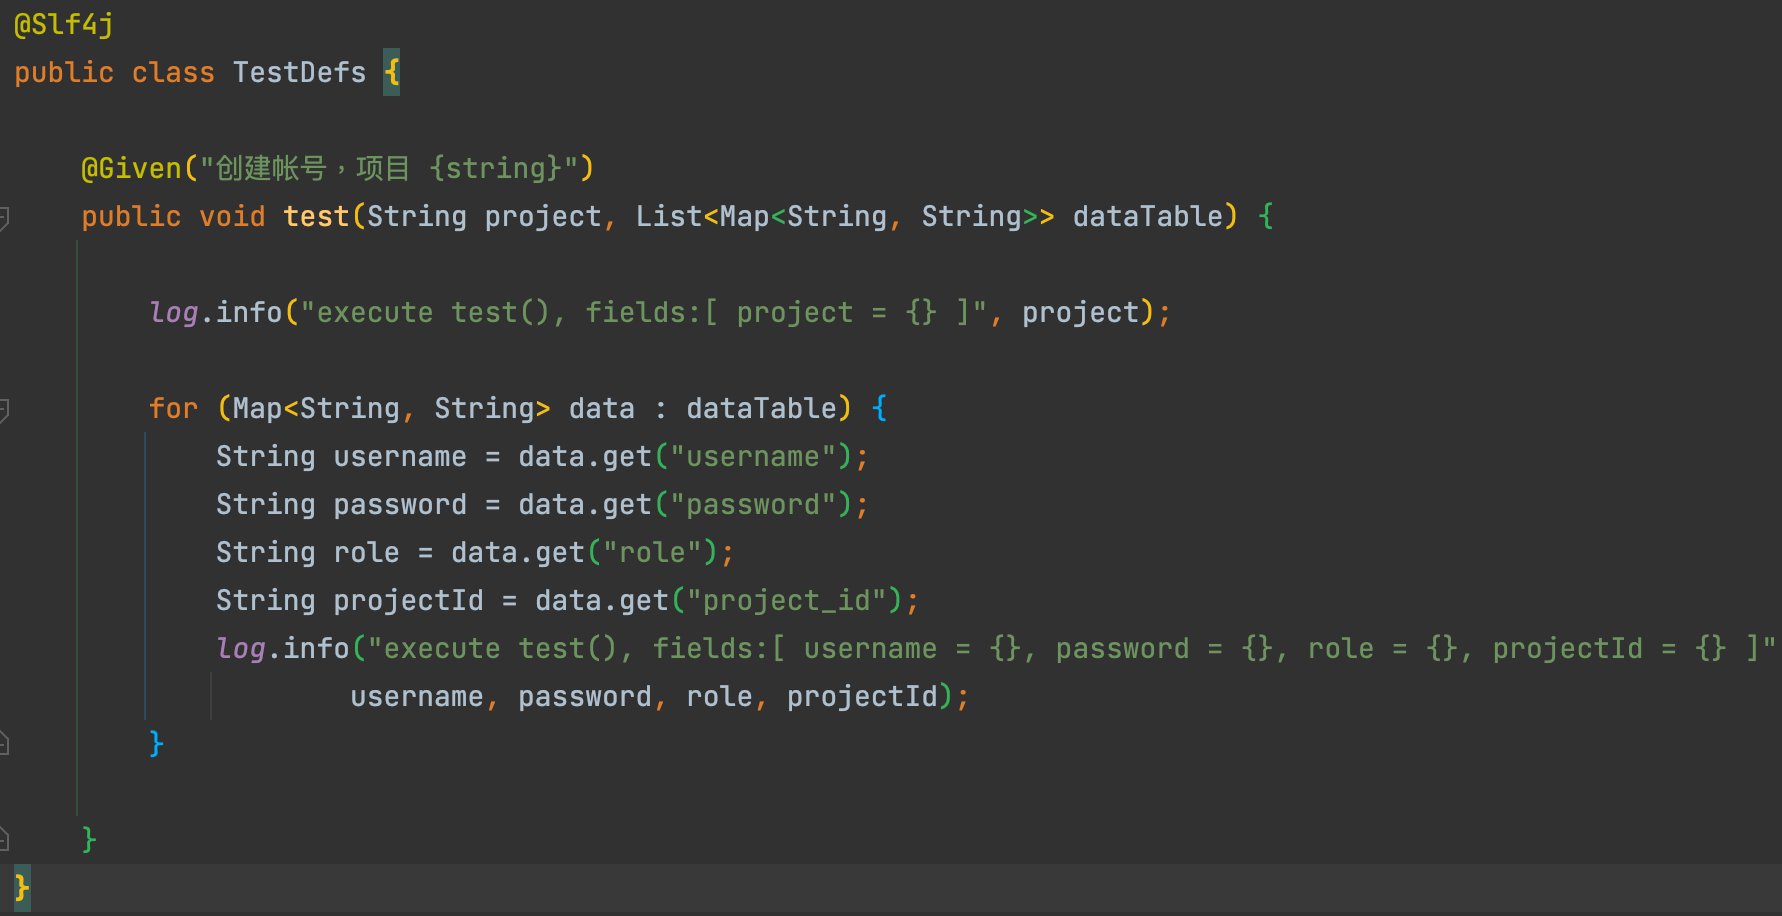 @Slf4j
public class TestDefs {
@Given("创建帐号，项目 {string}")
public void test(String project, List<Map<String, String>> dataTable) {
log.info("execute test(), fields:[ project = {} ]", project);
for (Map<String, String> data : dataTable) {
String username = data.get("username");
String password = data.get("password");
String role = data.get("role");
String projectId = data.get("project_id");
log.info("execute test(), fields:[ username = {}, password = {}, role = {}, projectId = {} ]"
username, password, role, projectId);
}
}
}